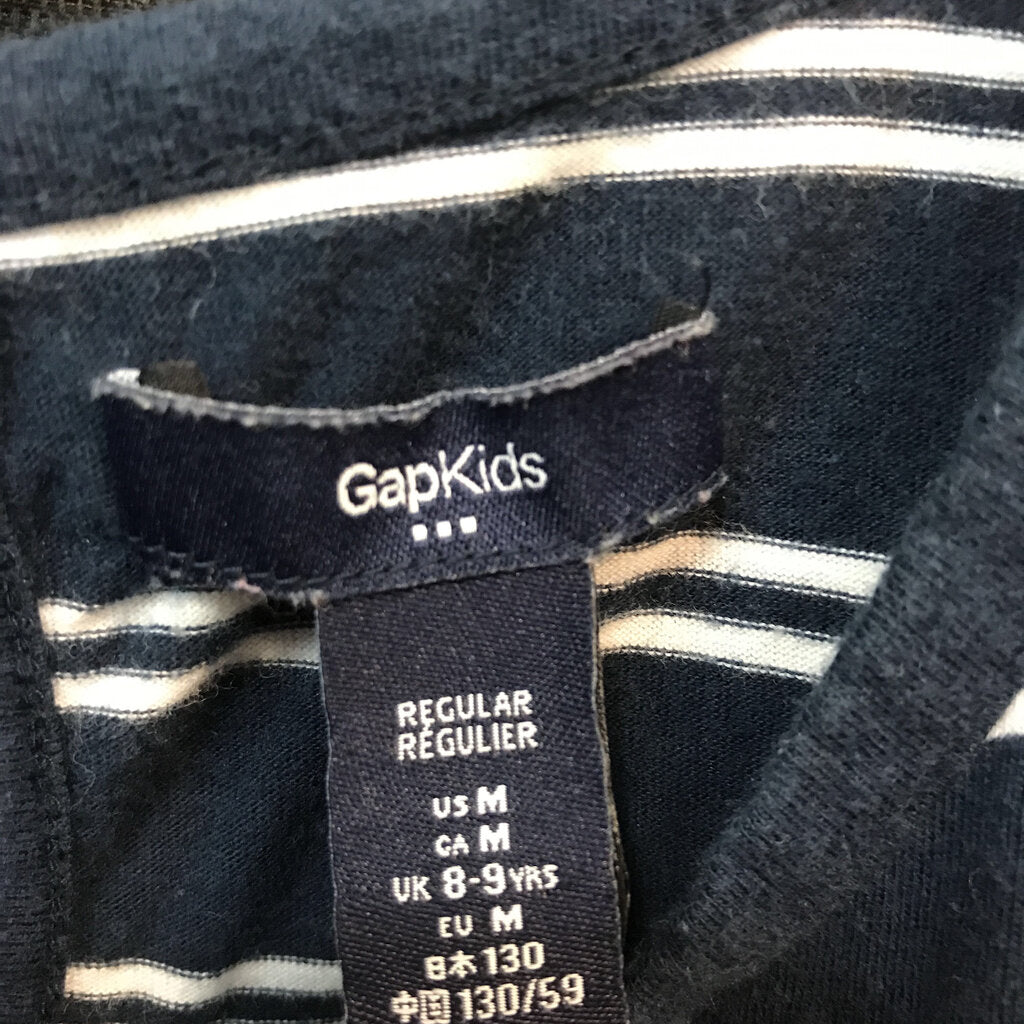 GapKids
REGULAR
RÉGULIER
US M
CA M
UK 8-9 YRS
EU M
日本 130
中国 130/59